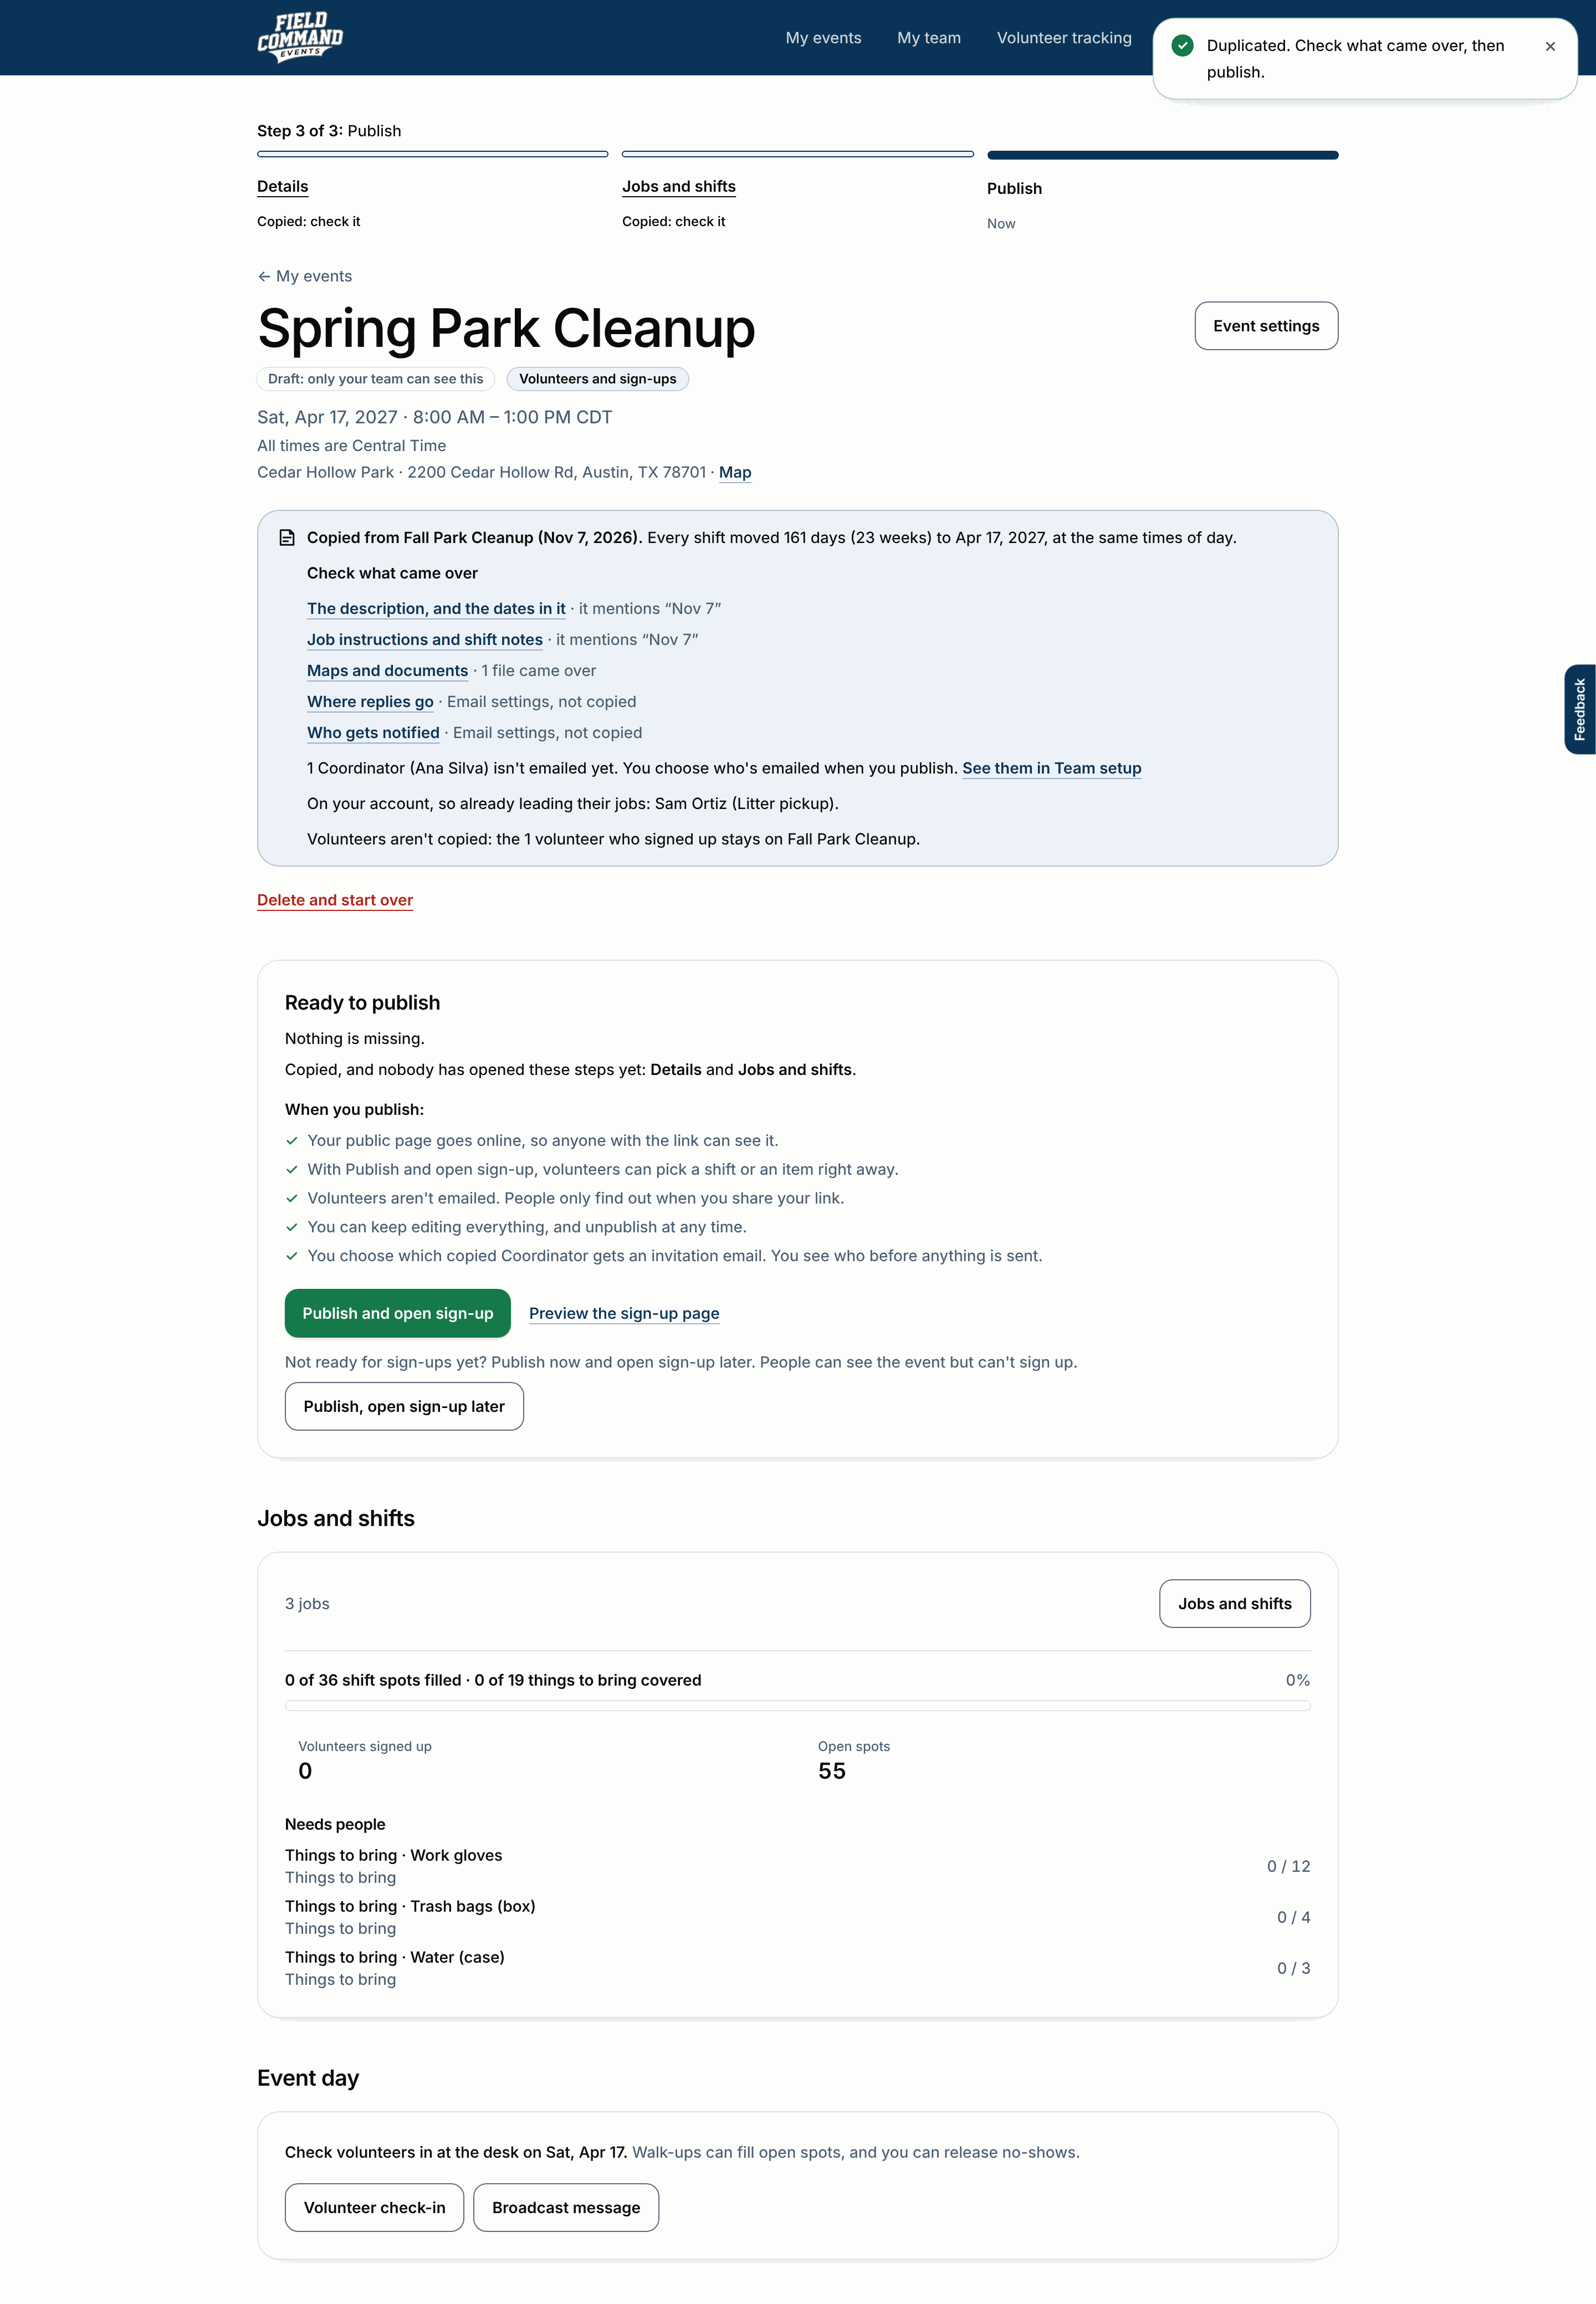 FIELD
COMMAND
EVENTS
My events
My team
Volunteer tracking
Duplicated. Check what came over, then
publish.
Step 3 of 3: Publish
Details
Jobs and shifts
Publish
Copied: check it
Copied: check it
Now
← My events
Spring Park Cleanup
Event settings
Draft: only your team can see this
Volunteers and sign-ups
Sat, Apr 17, 2027 · 8:00 AM – 1:00 PM CDT
All times are Central Time
Cedar Hollow Park · 2200 Cedar Hollow Rd, Austin, TX 78701 · Map
Copied from Fall Park Cleanup (Nov 7, 2026). Every shift moved 161 days (23 weeks) to Apr 17, 2027, at the same times of day.
Check what came over
The description, and the dates in it · it mentions “Nov 7”
Job instructions and shift notes · it mentions “Nov 7”
Maps and documents · 1 file came over
Where replies go · Email settings, not copied
Who gets notified · Email settings, not copied
1 Coordinator (Ana Silva) isn't emailed yet. You choose who's emailed when you publish. See them in Team setup
On your account, so already leading their jobs: Sam Ortiz (Litter pickup).
Volunteers aren't copied: the 1 volunteer who signed up stays on Fall Park Cleanup.
Feedback
Delete and start over
Ready to publish
Nothing is missing.
Copied, and nobody has opened these steps yet: Details and Jobs and shifts.
When you publish:
Your public page goes online, so anyone with the link can see it.
With Publish and open sign-up, volunteers can pick a shift or an item right away.
Volunteers aren't emailed. People only find out when you share your link.
You can keep editing everything, and unpublish at any time.
You choose which copied Coordinator gets an invitation email. You see who before anything is sent.
Publish and open sign-up
Preview the sign-up page
Not ready for sign-ups yet? Publish now and open sign-up later. People can see the event but can't sign up.
Publish, open sign-up later
Jobs and shifts
3 jobs
Jobs and shifts
0 of 36 shift spots filled · 0 of 19 things to bring covered
0%
Volunteers signed up
0
Open spots
55
Needs people
Things to bring · Work gloves
Things to bring
0 / 12
Things to bring · Trash bags (box)
Things to bring
0 / 4
Things to bring · Water (case)
Things to bring
0 / 3
Event day
Check volunteers in at the desk on Sat, Apr 17. Walk-ups can fill open spots, and you can release no-shows.
Volunteer check-in
Broadcast message